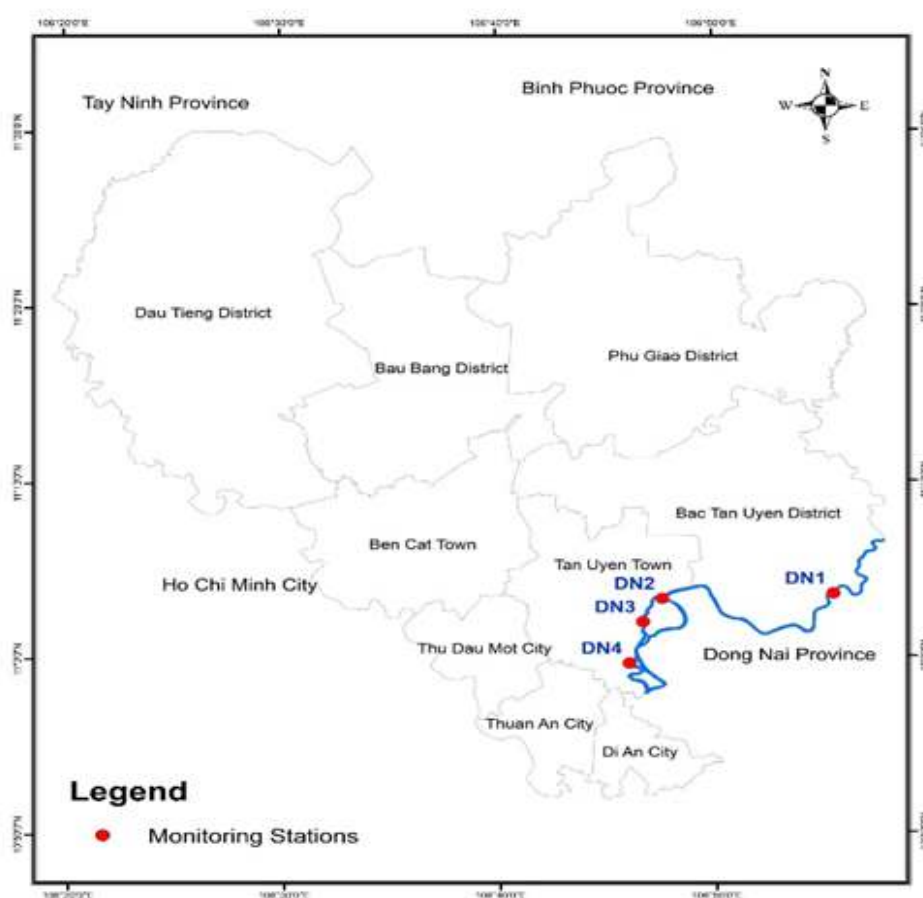 Tay Ninh Province
Binh Phuoc Province
N
W
E
S
Dau Tieng District
Bau Bang District
Phu Giao District
Bac Tan Uyen District
Ben Cat Town
Tan Uyen Town
Ho Chi Minh City
DN1
DN2
DN3
DN4
Thu Dau Mot City
Dong Nai Province
Thuan An City
Di An City
Legend
Monitoring Stations